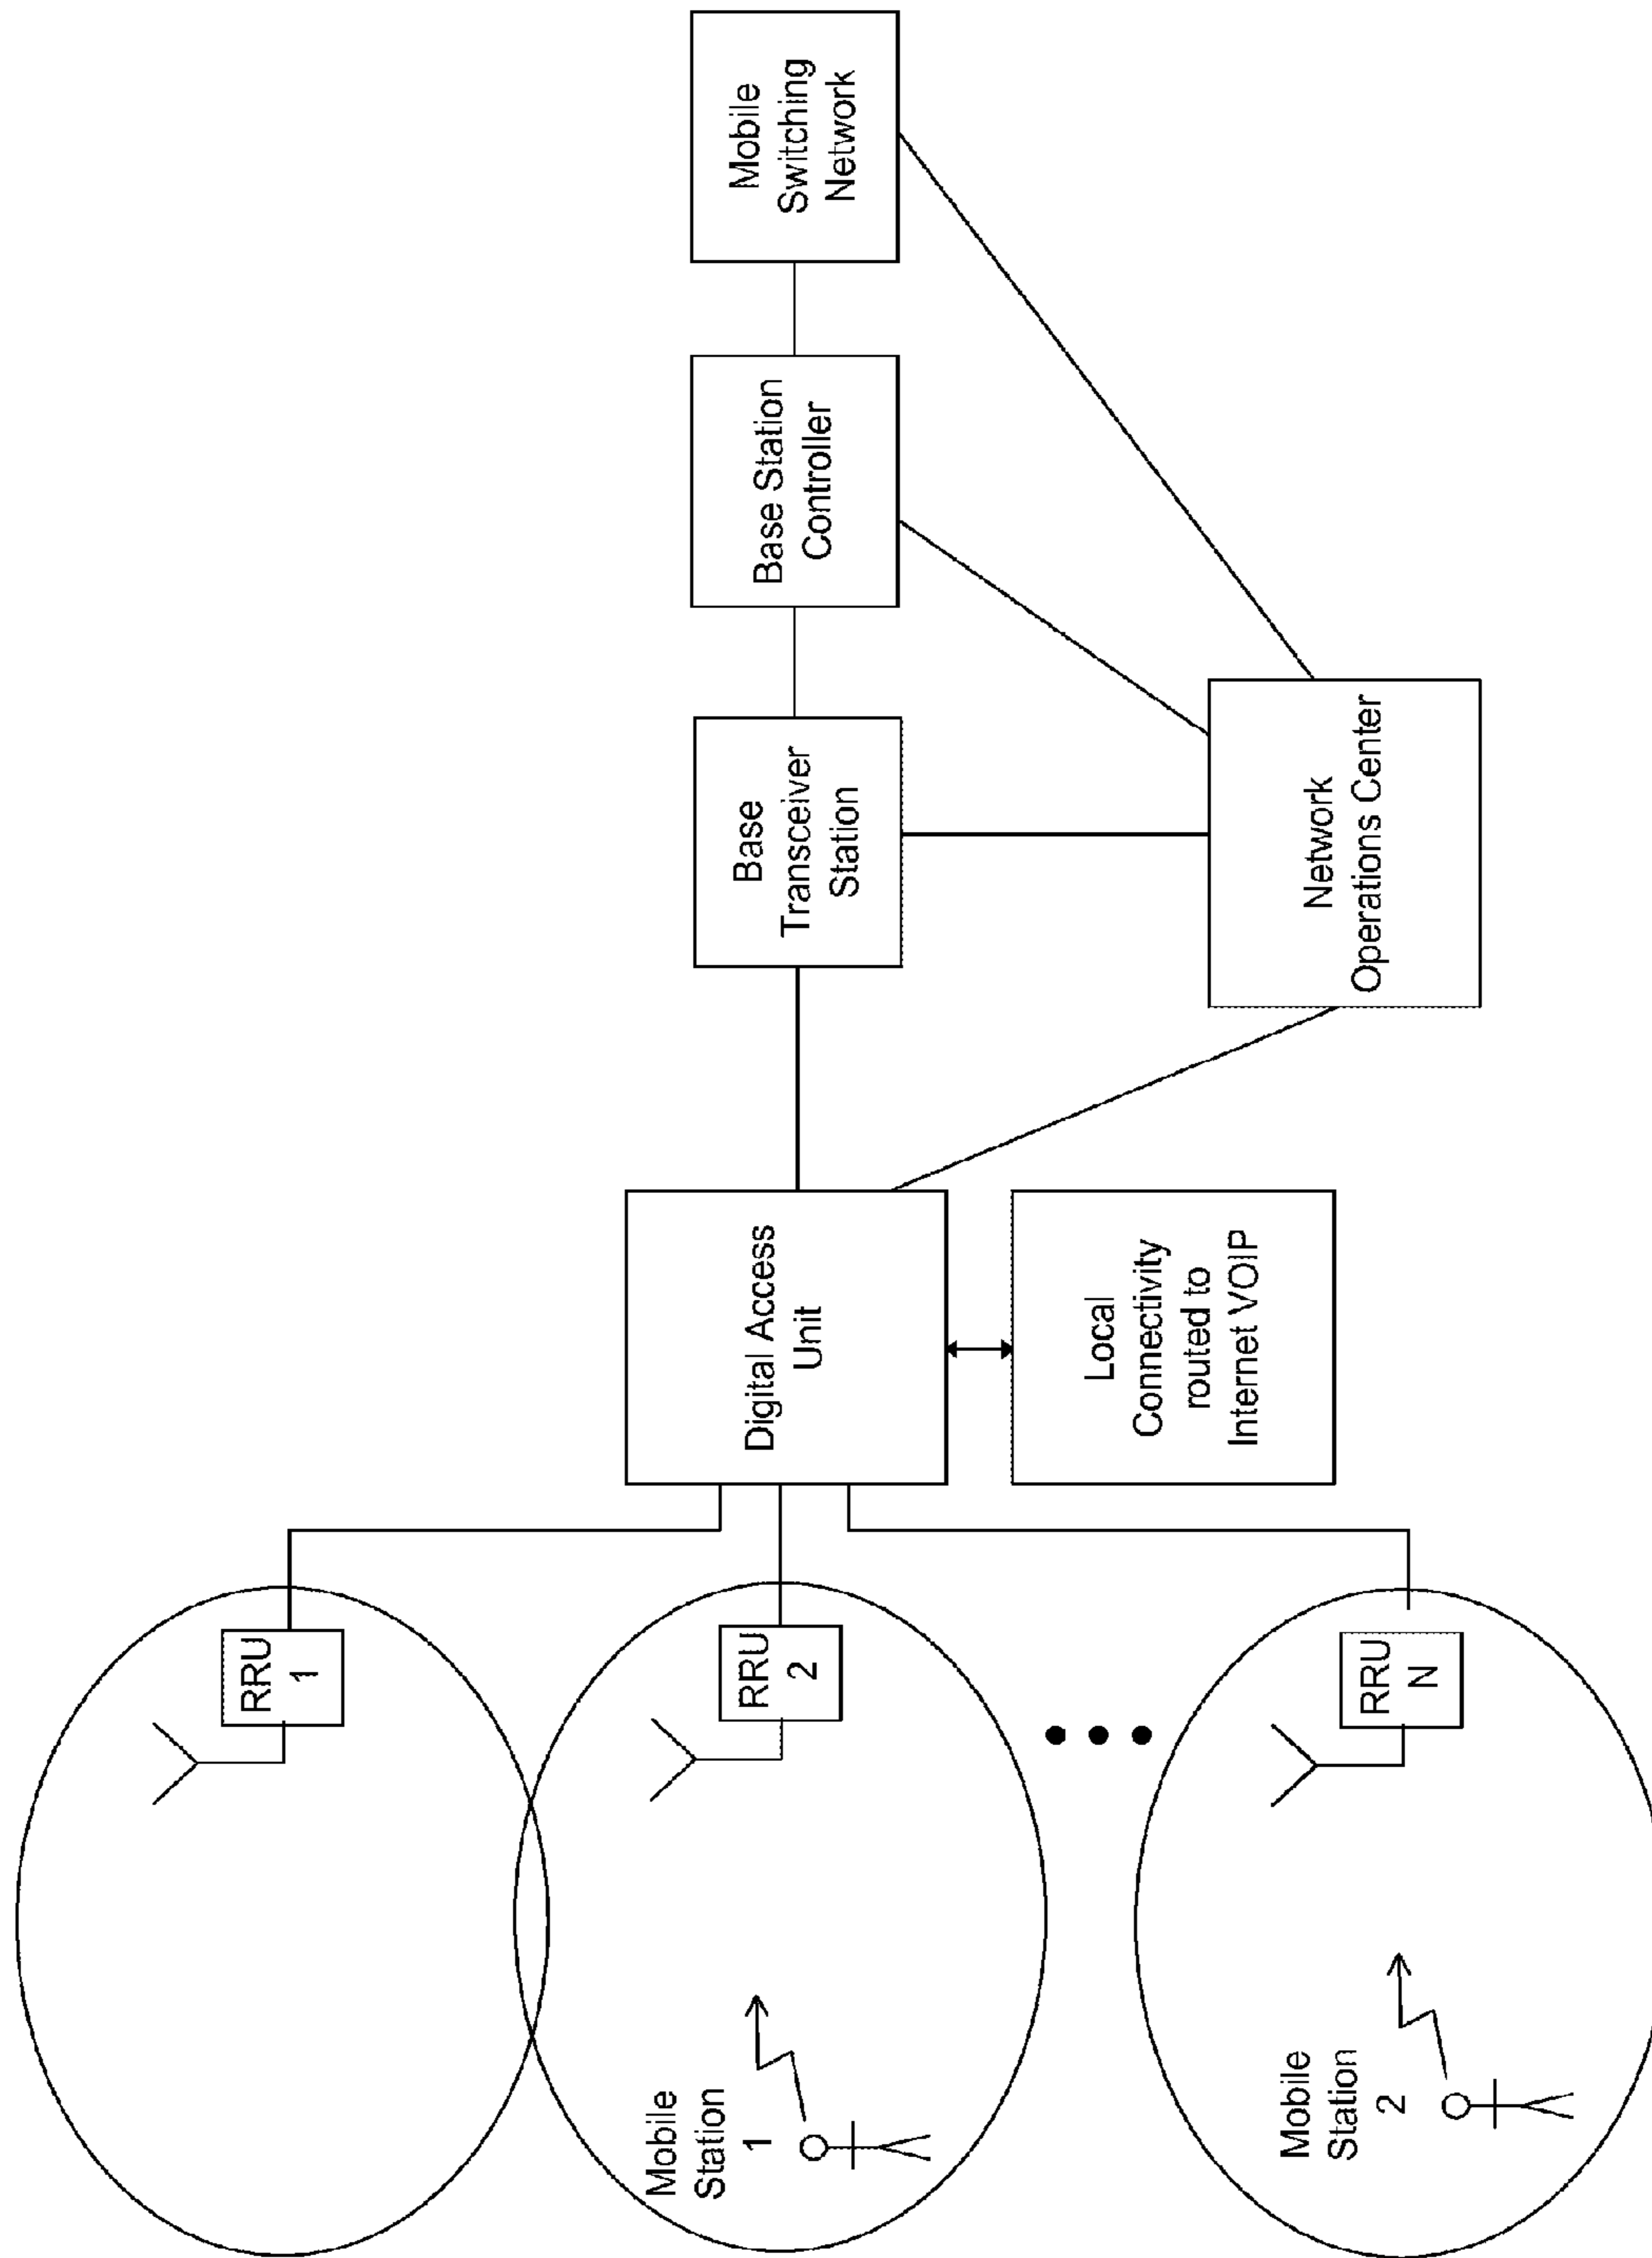 RRU
1
RRU
2
RRU
N
Mobile
Station
1
Mobile
Station
2
Digital Access
Unit
Local
Connectivity
routed to
Internet VOIP
Base
Transceiver
Station
Base Station
Controller
Mobile
Switching
Network
Network
Operations Center